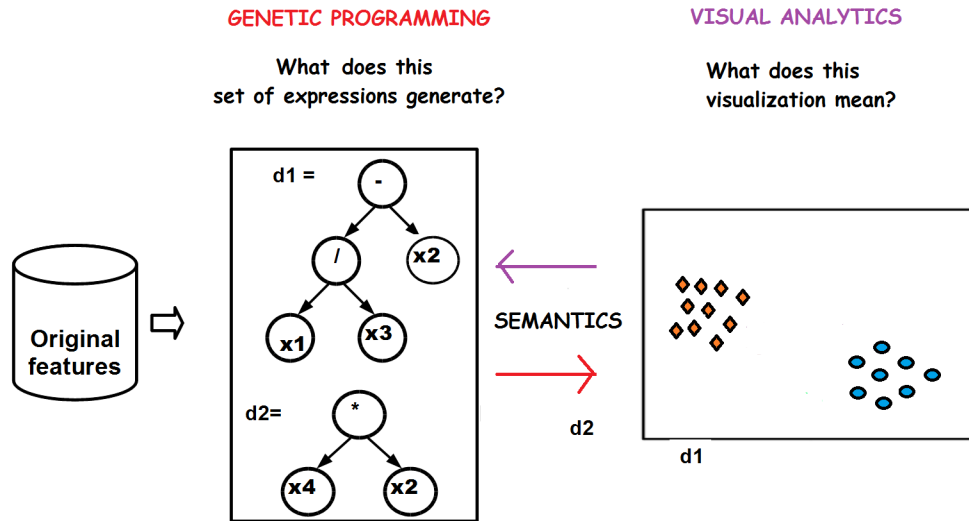 GENETIC PROGRAMMING
VISUAL ANALYTICS
What does this
set of expressions generate?
What does this
visualization mean?
d1 =
-
/
x2
x1
x3
Original
features
SEMANTICS
d2=
*
x4
x2
d2
d1